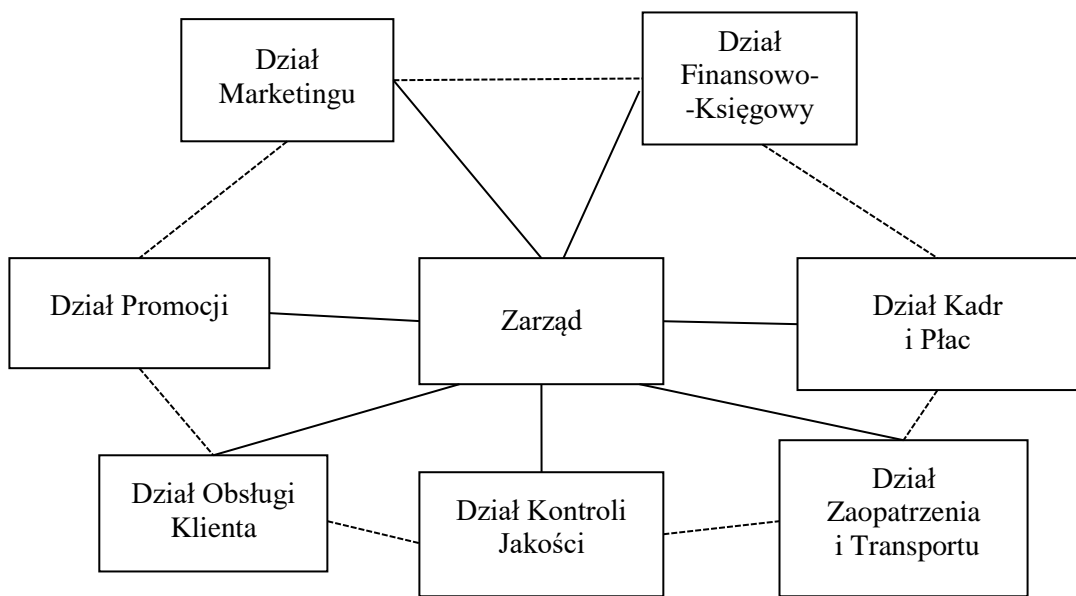 Dział
Marketingu
Dział
Finansowo-
-Księgowy
Dział Promocji
Zarząd
Dział Kadr
i Płac
Dział Obsługi
Klienta
Dział Kontroli
Jakości
Dział
Zaopatrzenia
i Transportu